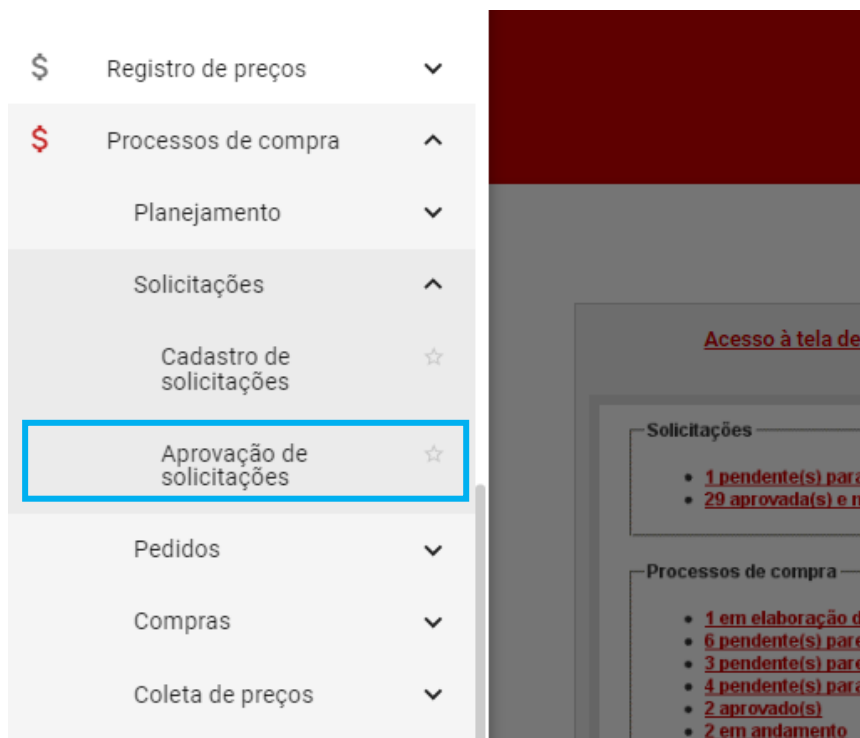 $ Registro de preços
$ Processos de compra
Planejamento
Solicitações
Cadastro de
solicitações
Aprovação de
solicitações
Pedidos
Compras
Coleta de preços
Acesso à tela de
Solicitações
1 pendente(s) para
29 aprovada(s) e
Processos de compra
1 em elaboração
6 pendente(s)
3 pendente(s)
4 pendente(s) para
2 aprovado(s)
2 em andamento